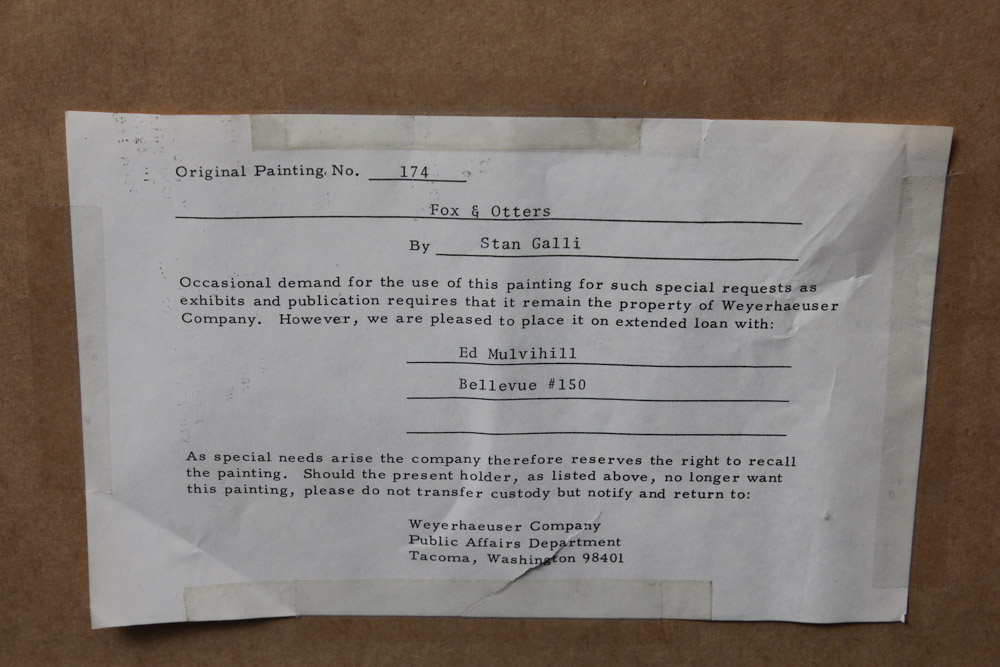 Original Painting No. 174
Fox & Otters
By Stan Galli
Occasional demand for the use of this painting for such special requests as
exhibits and publication requires that it remain the property of Weyerhaeuser
Company. However, we are pleased to place it on extended loan with:
Ed Mulvihill
Bellevue #150
As special needs arise the company therefore reserves the right to recall
the painting. Should the present holder, as listed above, no longer want
this painting, please do not transfer custody but notify and return to:
Weyerhaeuser Company
Public Affairs Department
Tacoma, Washington 98401